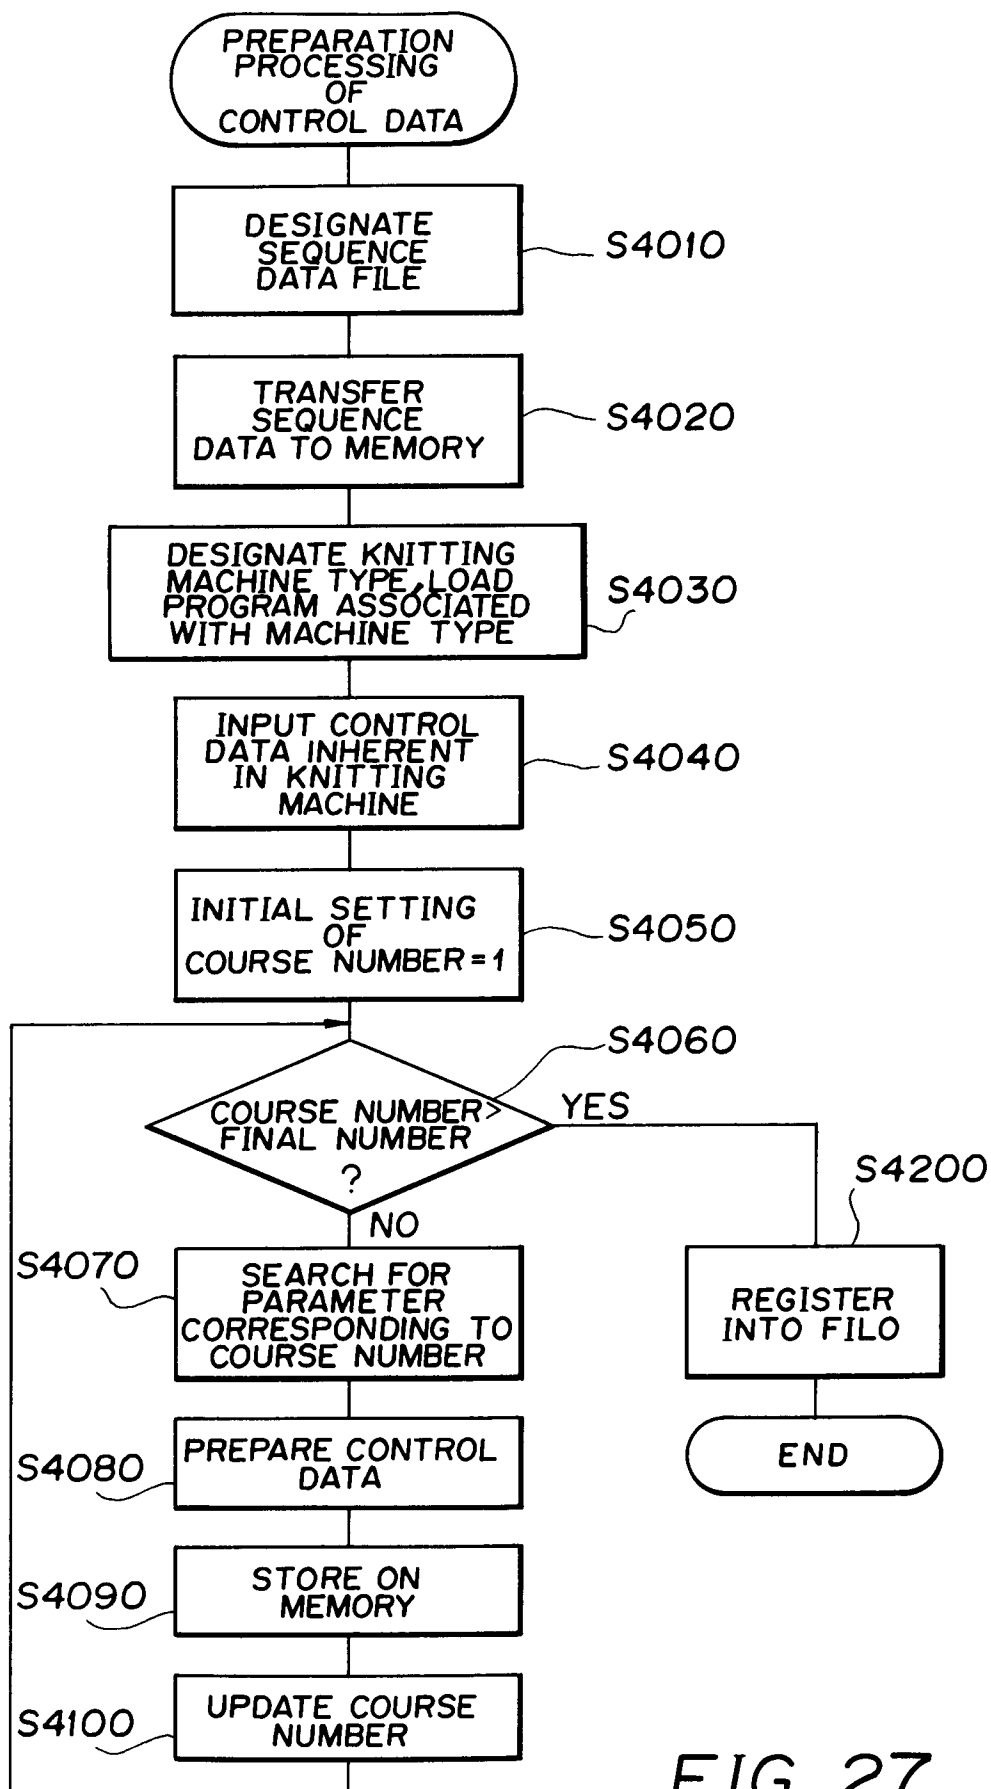 PREPARATION
PROCESSING
OF
CONTROL DATA
DESIGNATE
SEQUENCE
DATA FILE
S4010
TRANSFER
SEQUENCE
DATA TO MEMORY
S4020
DESIGNATE KNITTING
MACHINE TYPE, LOAD
PROGRAM ASSOCIATED
WITH MACHINE TYPE
S4030
INPUT CONTROL
DATA INHERENT
IN KNITTING
MACHINE
S4040
INITIAL SETTING
OF
COURSE NUMBER=1
S4050
S4060
COURSE NUMBER>
FINAL NUMBER
?
YES
NO
S4200
REGISTER
INTO FILO
END
S4070
SEARCH FOR
PARAMETER
CORRESPONDING TO
COURSE NUMBER
S4080
PREPARE CONTROL
DATA
S4090
STORE ON
MEMORY
S4100
UPDATE COURSE
NUMBER
FIG. 27